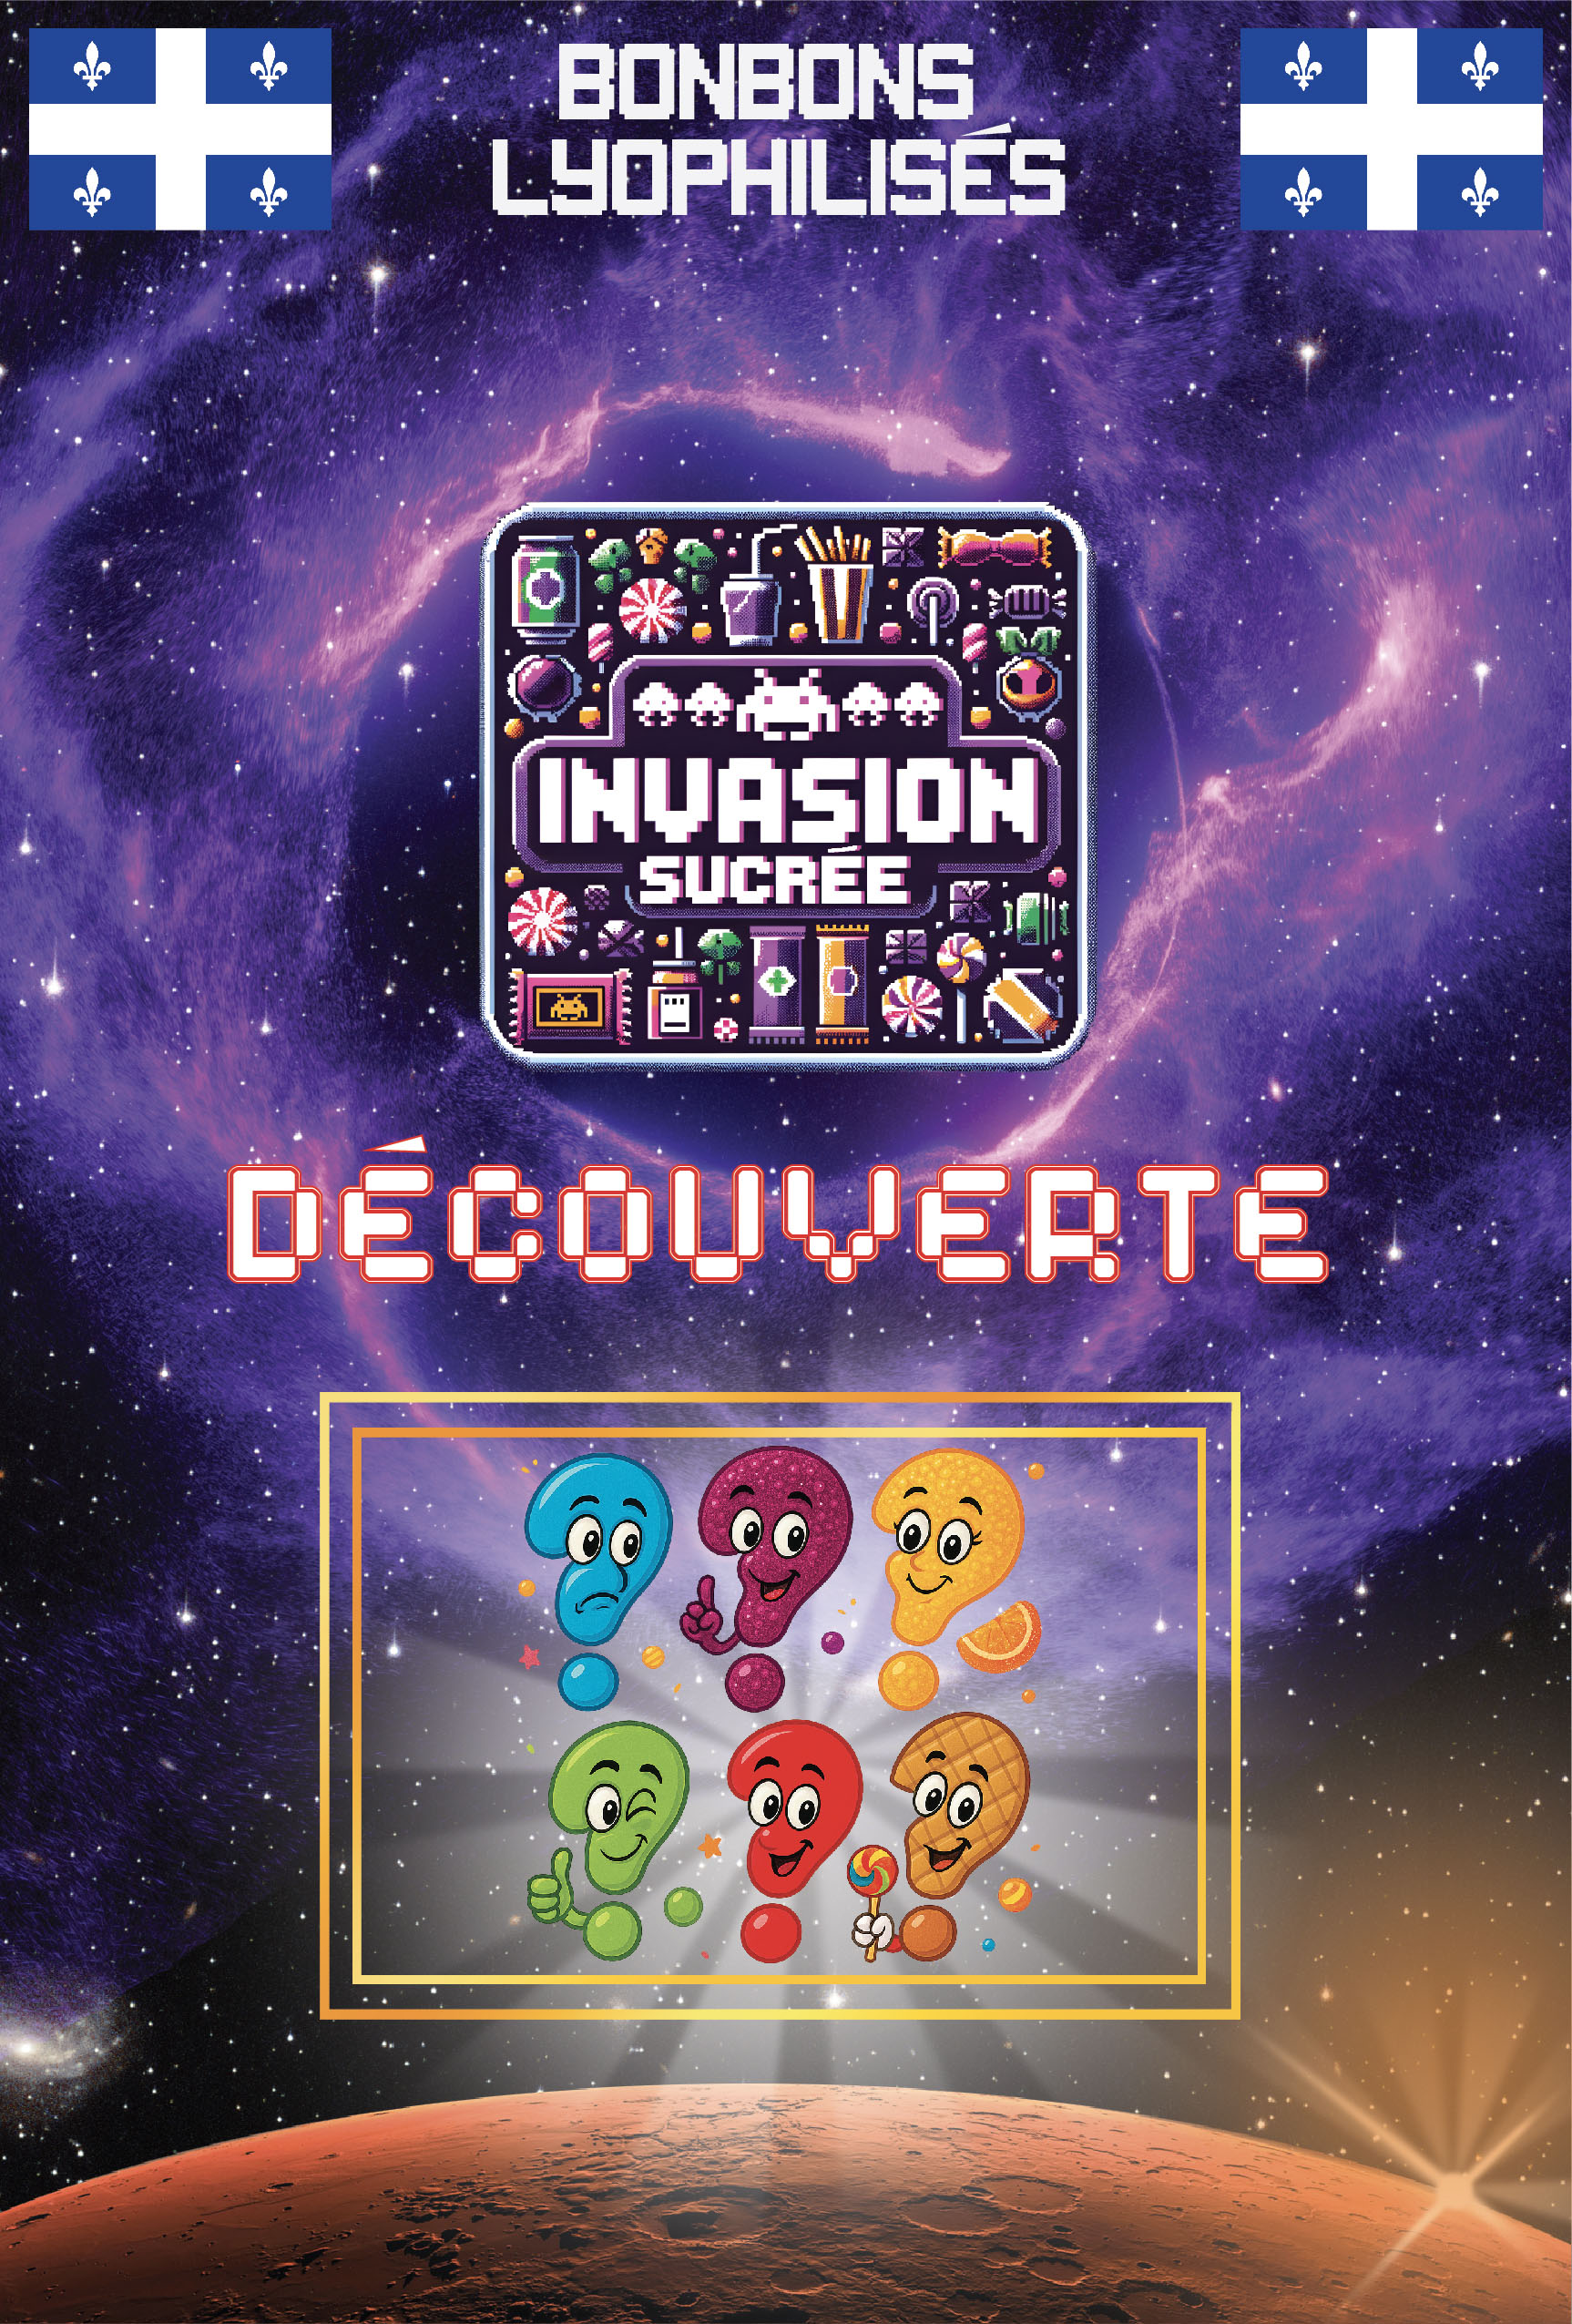 BONBONS
LYOPHILISÉS
INVASION
SUCRÉE
DÉCOUVERTE